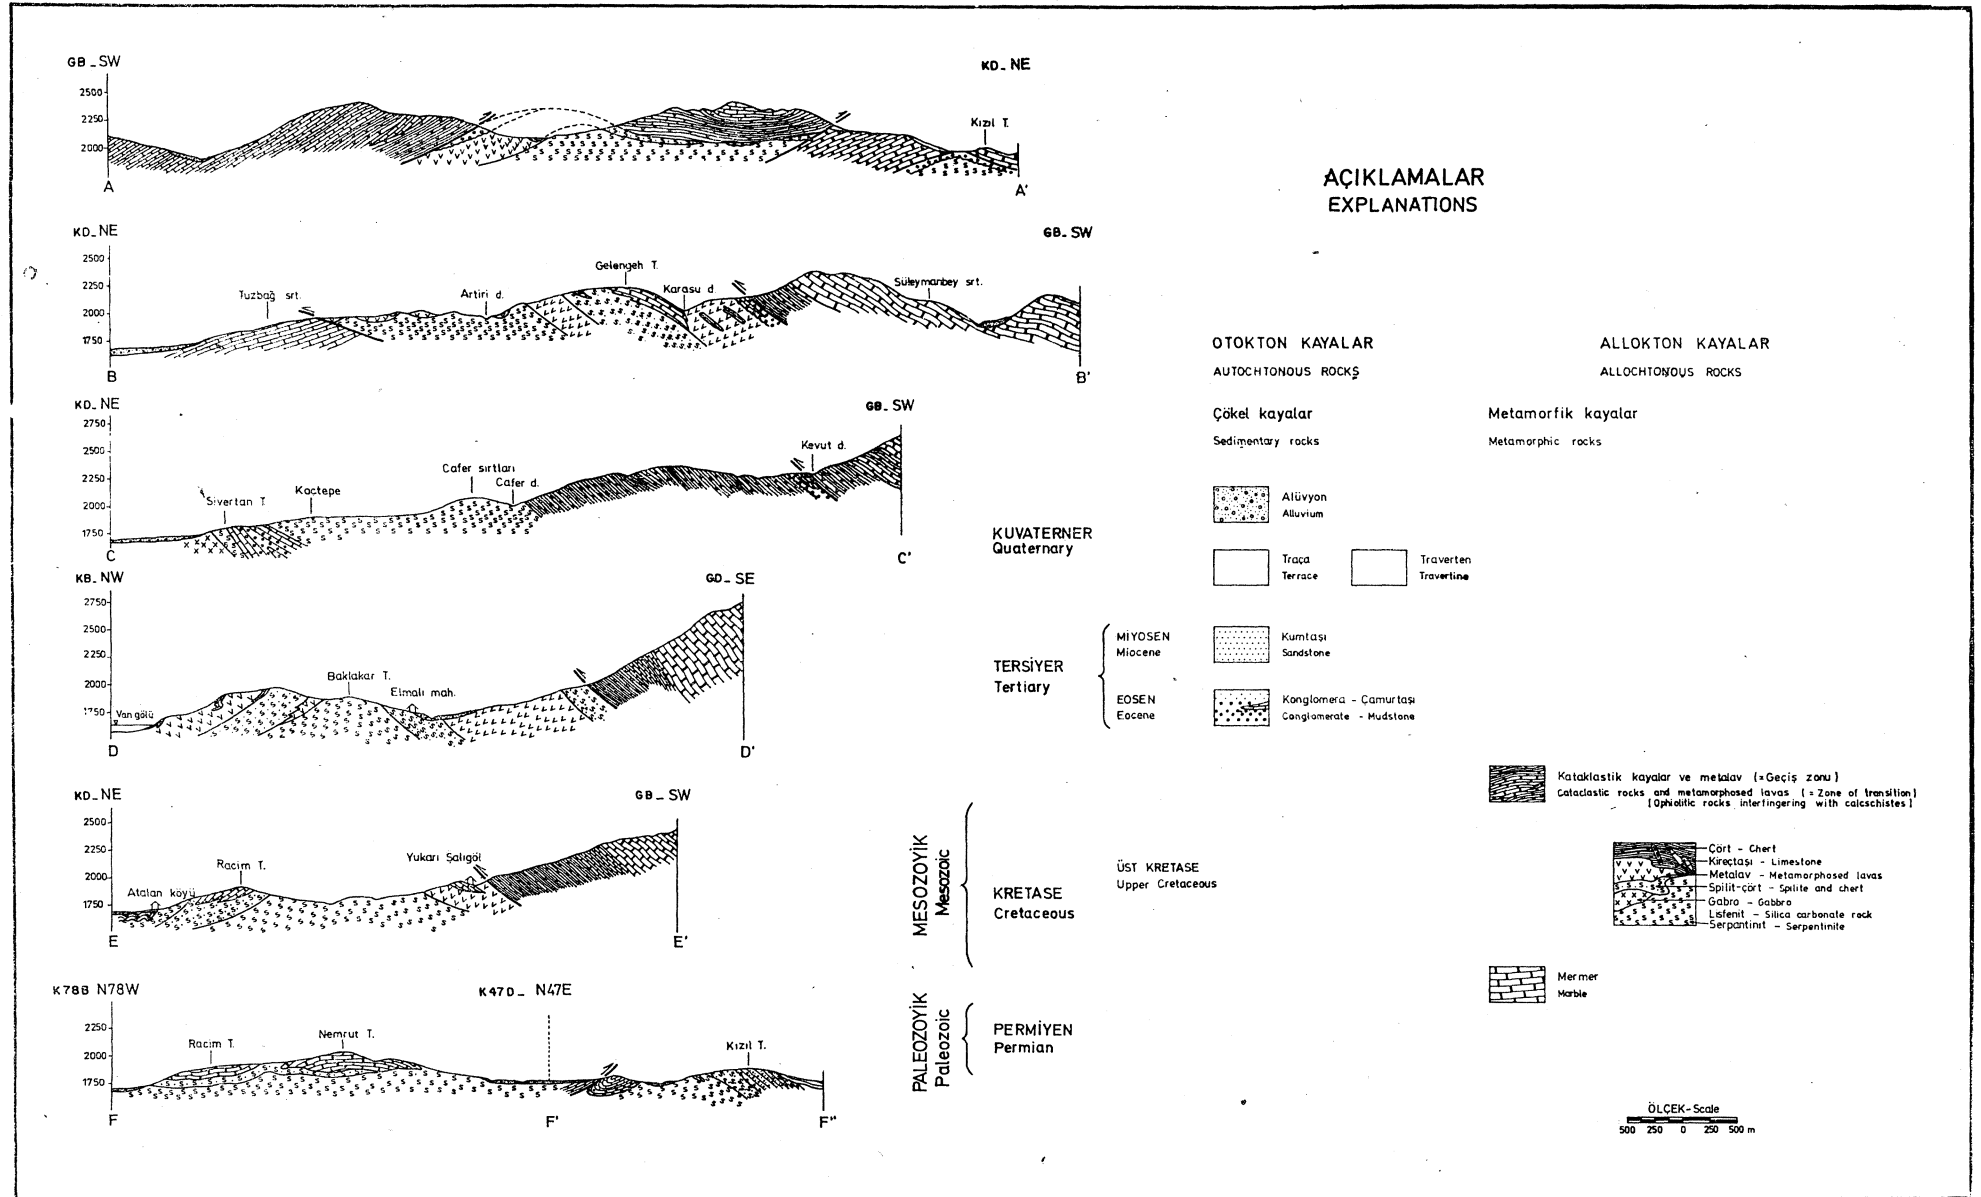 GB_SW
KD_NE
2500
2250
2000
Kızıl T.
A
A'
KD_NE
GB_SW
2500
2250
2000
1750
Tuzbağ srt.
Artiri d.
Gelengeh T.
Karasu d.
Süleymanbey srt.
B
B'
KD_NE
GB_SW
2750
2500
2250
2000
1750
Sivertan T.
Koçtepe
Cafer sırtları
Cafer d.
Kevut d.
C
C'
KB_NW
GD_SE
2750
2500
2250
2000
1750
Van gölü
Baklakar T.
Elmalı mah.
D
D'
KD_NE
GB_SW
2500
2250
2000
1750
Atalan köyü
Racim T.
Yukarı Şalıgöl
E
E'
K78B N78W
K47D_ N47E
2250
2000
1750
Racim T.
Nemrut T.
Kızıl T.
F
F'
F"
AÇIKLAMALAR
EXPLANATIONS
OTOKTON KAYALAR
AUTOCHTONOUS ROCKS
ALLOKTON KAYALAR
ALLOCHTONOUS ROCKS
Çökel kayalar
Sedimentary rocks
Metamorfik kayalar
Metamorphic rocks
KUVATERNER
Quaternary
Alüvyon
Alluvium
Traça
Terrace
Traverten
Travertine
TERSİYER
Tertiary
MİYOSEN
Miocene
Kumtaşı
Sandstone
EOSEN
Eocene
Konglomera - Çamurtaşı
Conglomerate - Mudstone
MESOZOYİK
Mesozoic
KRETASE
Cretaceous
ÜST KRETASE
Upper Cretaceous
Kataklastik kayalar ve metalav (=Geçiş zonu)
Cataclastic rocks and metamorphosed lavas (= Zone of transition)
(Ophiolitic rocks interfingering with calcschistes)
Çört - Chert
Kireçtaşı - Limestone
Metalav - Metamorphosed lavas
Spilit-çört - Spilite and chert
Gabro - Gabbro
Lisfenit - Silica carbonate rock
Serpantinit - Serpentinite
Mermer
Marble
PALEOZOYİK
Paleozoic
PERMİYEN
Permian
ÖLÇEK-Scale
500 250 0 250 500 m